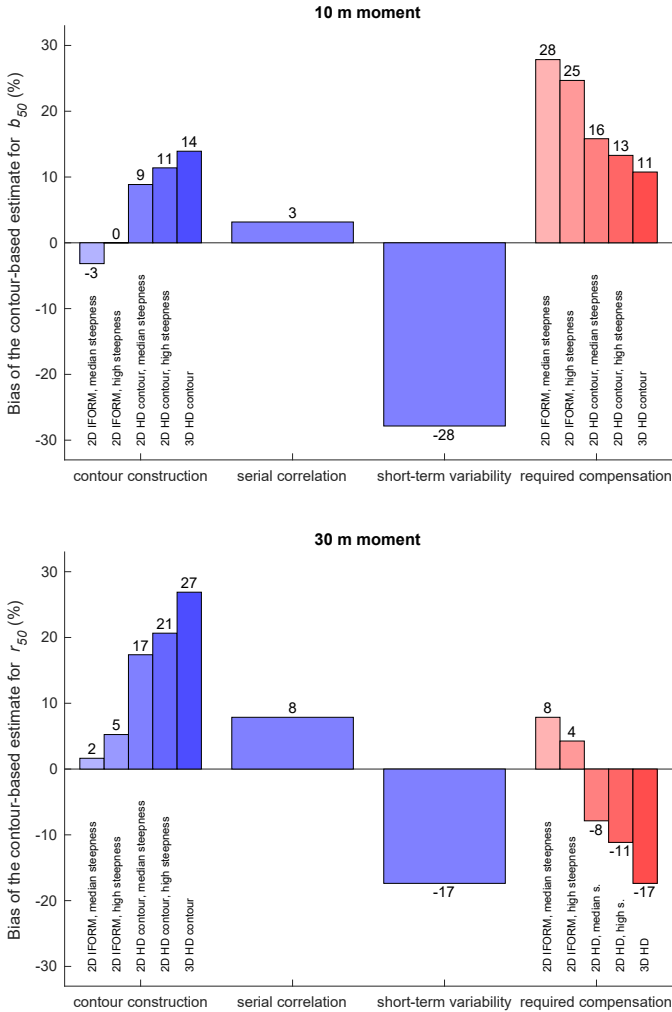 10 m moment
Bias of the contour-based estimate for b50 (%)
30
20
10
0
-10
-20
-30
-3
0
9
11
14
3
-28
28
25
16
13
11
2D IFORM, median steepness
2D IFORM, high steepness
2D HD contour, median steepness
2D HD contour, high steepness
3D HD contour
2D IFORM, median steepness
2D IFORM, high steepness
2D HD contour, median steepness
2D HD contour, high steepness
3D HD contour
contour construction
serial correlation
short-term variability
required compensation
30 m moment
Bias of the contour-based estimate for r50 (%)
30
20
10
0
-10
-20
-30
2
5
17
21
27
8
-17
8
4
-8
-11
-17
2D IFORM, median steepness
2D IFORM, high steepness
2D HD contour, median steepness
2D HD contour, high steepness
3D HD contour
2D IFORM, median steepness
2D IFORM, high steepness
2D HD, median s.
2D HD, high s.
3D HD
contour construction
serial correlation
short-term variability
required compensation